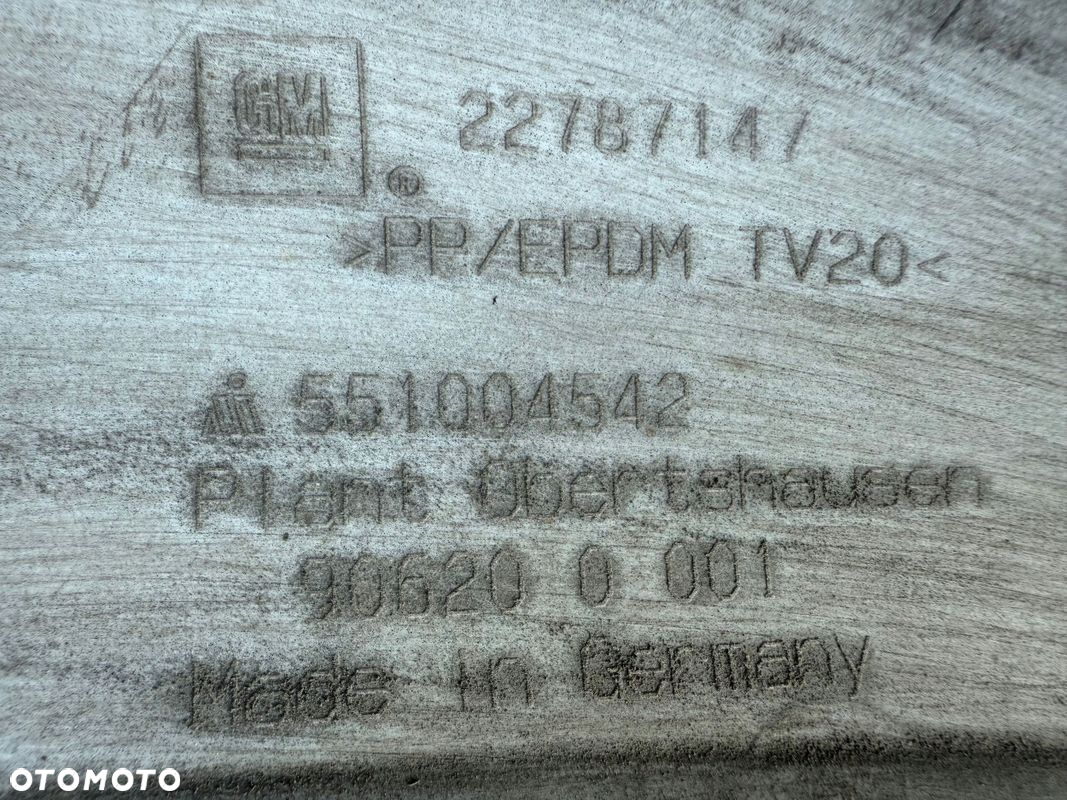 GM 22787147
®
>PP/EPDM TV20<
551004542
Plant Obertshausen
90620 0 001
Made in Germany
OTOMOTO